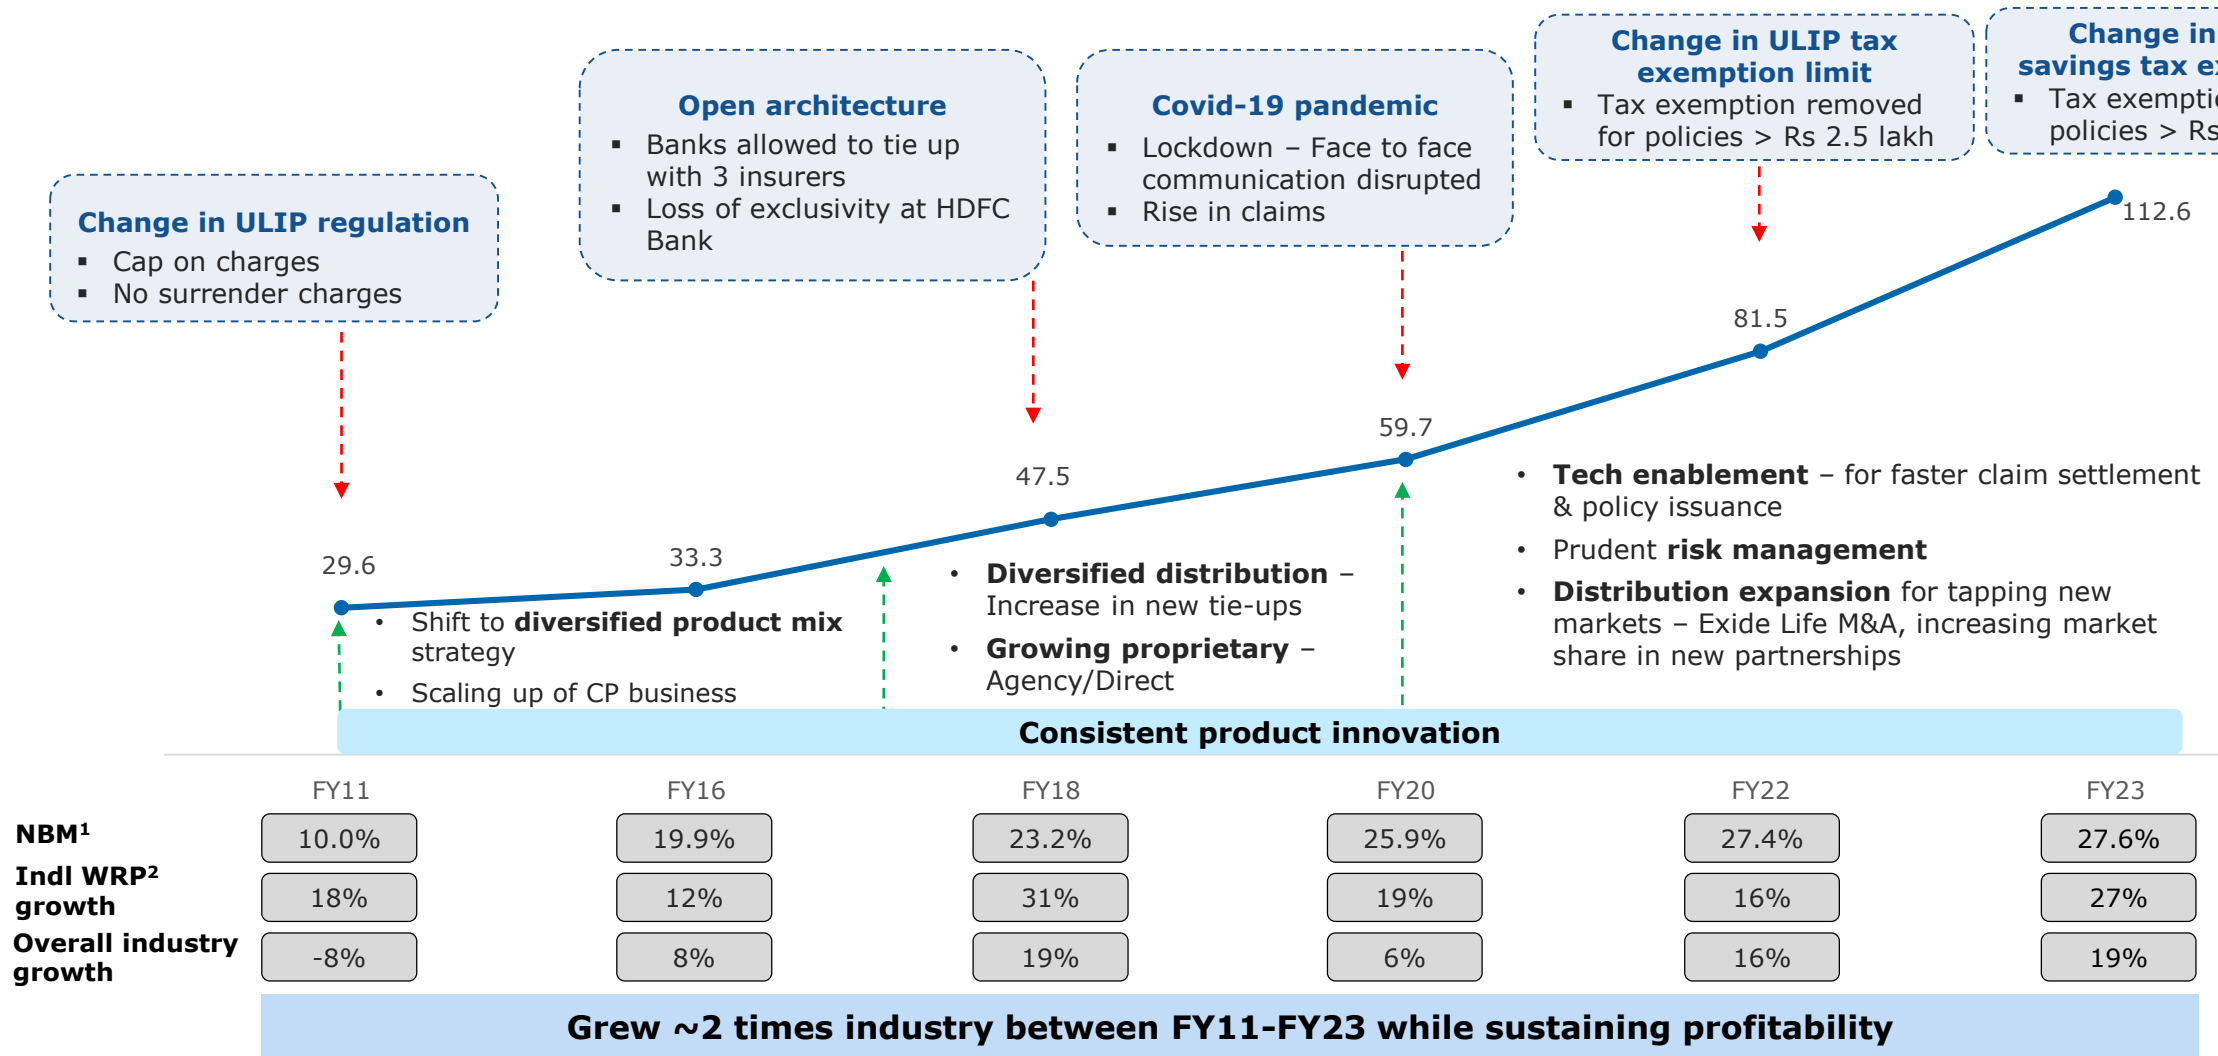 Change in ULIP regulation
▪ Cap on charges
▪ No surrender charges
Open architecture
▪ Banks allowed to tie up
with 3 insurers
▪ Loss of exclusivity at HDFC
Bank
Covid-19 pandemic
▪ Lockdown – Face to face
communication disrupted
▪ Rise in claims
Change in ULIP tax
exemption limit
▪ Tax exemption removed
for policies > Rs 2.5 lakh
Change in
savings tax
▪ Tax
policies > Rs
29.6
33.3
47.5
59.7
81.5
112.6
• Shift to diversified product mix
strategy
• Scaling up of CP business
• Diversified distribution –
Increase in new tie-ups
• Growing proprietary –
Agency/Direct
• Tech enablement – for faster claim settlement
& policy issuance
• Prudent risk management
• Distribution expansion for tapping new
markets – Exide Life M&A, increasing market
share in new partnerships
Consistent product innovation
FY11 FY16 FY18 FY20 FY22 FY23
NBM¹ 10.0% 19.9% 23.2% 25.9% 27.4% 27.6%
Indl WRP²
growth 18% 12% 31% 19% 16% 27%
Overall industry
growth -8% 8% 19% 6% 16% 19%
Grew ~2 times industry between FY11-FY23 while sustaining profitability